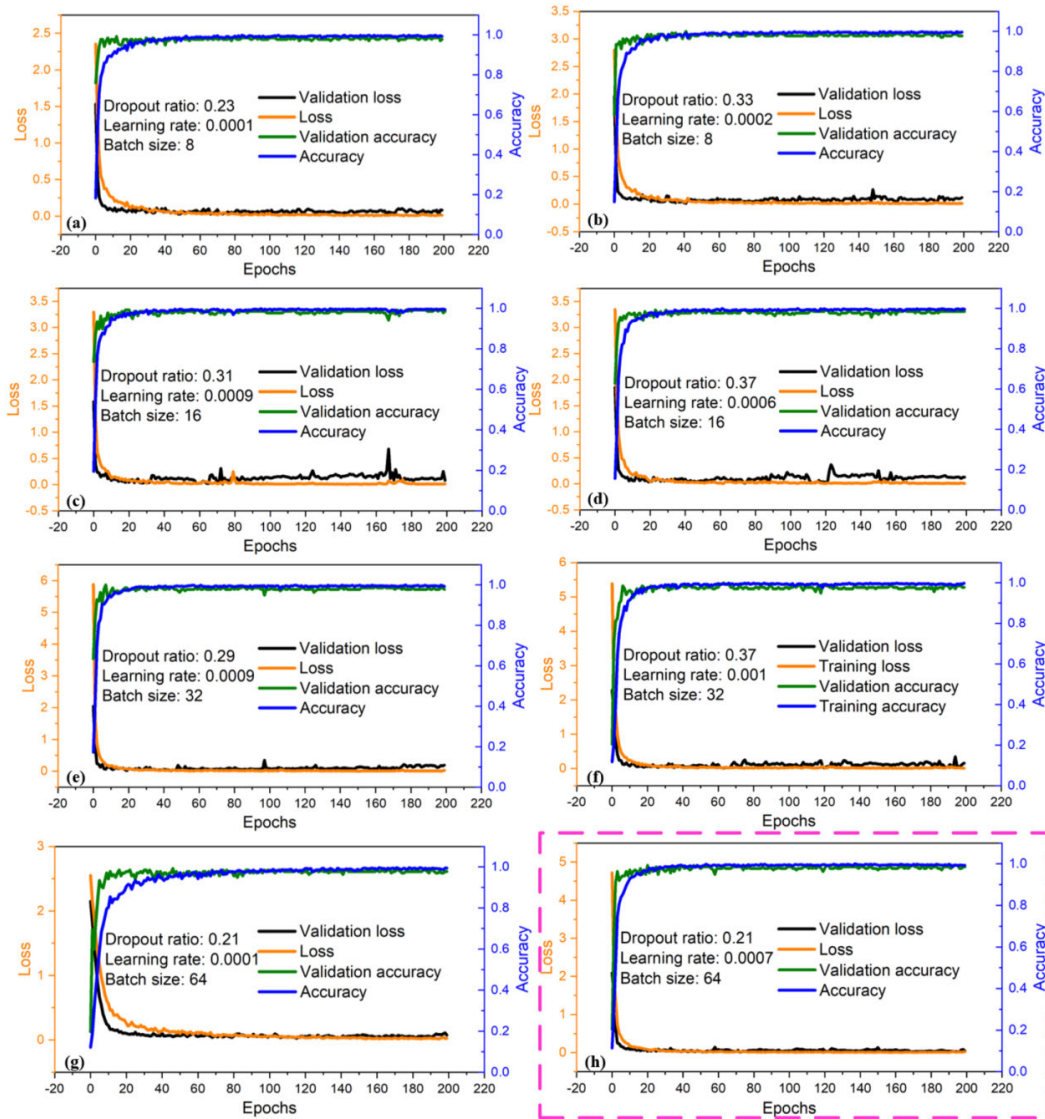 2.5
2.0
1.5
1.0
0.5
0.0
Loss
1.0
0.8
0.6
0.4
0.2
0.0
Accuracy
Dropout ratio: 0.23
Learning rate: 0.0001
Batch size: 8
Validation loss
Loss
Validation accuracy
Accuracy
(a)
-20 0 20 40 60 80 100 120 140 160 180 200 220
Epochs
3.5
3.0
2.5
2.0
1.5
1.0
0.5
0.0
-0.5
Loss
1.0
0.8
0.6
0.4
0.2
0.0
Accuracy
Dropout ratio: 0.33
Learning rate: 0.0002
Batch size: 8
Validation loss
Loss
Validation accuracy
Accuracy
(b)
-20 0 20 40 60 80 100 120 140 160 180 200 220
Epochs
3.5
3.0
2.5
2.0
1.5
1.0
0.5
0.0
-0.5
Loss
1.0
0.8
0.6
0.4
0.2
0.0
Accuracy
Dropout ratio: 0.31
Learning rate: 0.0009
Batch size: 16
Validation loss
Loss
Validation accuracy
Accuracy
(c)
-20 0 20 40 60 80 100 120 140 160 180 200 220
Epochs
3.5
3.0
2.5
2.0
1.5
1.0
0.5
0.0
-0.5
Loss
1.0
0.8
0.6
0.4
0.2
0.0
Accuracy
Dropout ratio: 0.37
Learning rate: 0.0006
Batch size: 16
Validation loss
Loss
Validation accuracy
Accuracy
(d)
-20 0 20 40 60 80 100 120 140 160 180 200 220
Epochs
6
5
4
3
2
1
0
Loss
1.0
0.8
0.6
0.4
0.2
0.0
Accuracy
Dropout ratio: 0.29
Learning rate: 0.0009
Batch size: 32
Validation loss
Loss
Validation accuracy
Accuracy
(e)
-20 0 20 40 60 80 100 120 140 160 180 200 220
Epochs
6
5
4
3
2
1
0
Loss
1.0
0.8
0.6
0.4
0.2
0.0
Accuracy
Dropout ratio: 0.37
Learning rate: 0.001
Batch size: 32
Validation loss
Training loss
Validation accuracy
Training accuracy
(f)
-20 0 20 40 60 80 100 120 140 160 180 200 220
Epochs
3
2
1
0
Loss
1.0
0.8
0.6
0.4
0.2
0.0
Accuracy
Dropout ratio: 0.21
Learning rate: 0.0001
Batch size: 64
Validation loss
Loss
Validation accuracy
Accuracy
(g)
-20 0 20 40 60 80 100 120 140 160 180 200 220
Epochs
5
4
3
2
1
0
Loss
1.0
0.8
0.6
0.4
0.2
0.0
Accuracy
Dropout ratio: 0.21
Learning rate: 0.0007
Batch size: 64
Validation loss
Loss
Validation accuracy
Accuracy
(h)
-20 0 20 40 60 80 100 120 140 160 180 200 220
Epochs